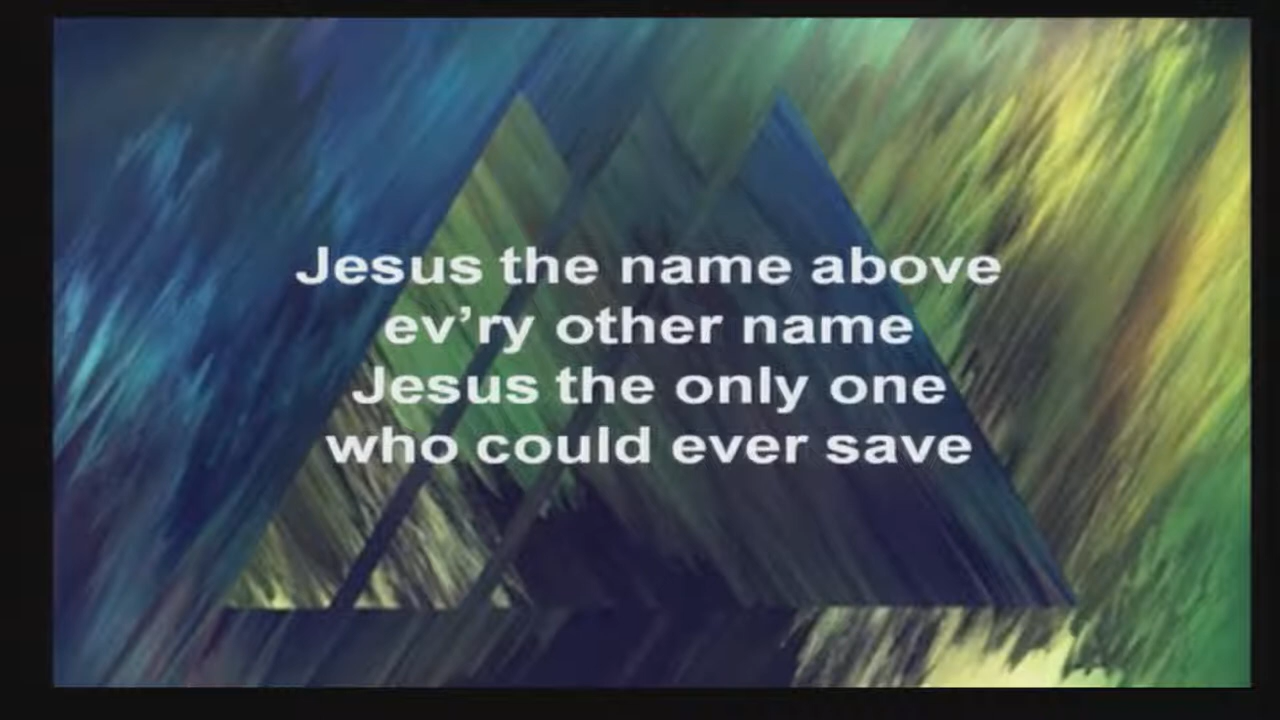 Jesus the name above
ev’ry other name
Jesus the only one
who could ever save